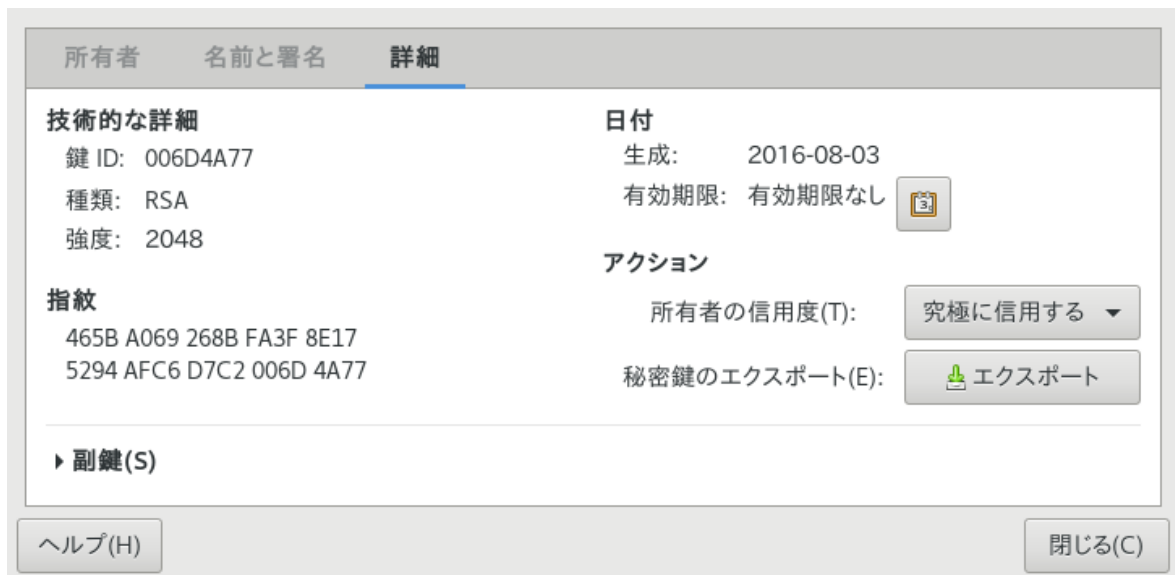 所有者 名前と署名 詳細
技術的な詳細
鍵 ID: 006D4A77
種類: RSA
強度: 2048
指紋
465B A069 268B FA3F 8E17
5294 AFC6 D7C2 006D 4A77
日付
生成: 2016-08-03
有効期限: 有効期限なし
アクション
所有者の信用度(T): 究極に信用する
秘密鍵のエクスポート(E): エクスポート
副鍵(S)
ヘルプ(H) 閉じる(C)